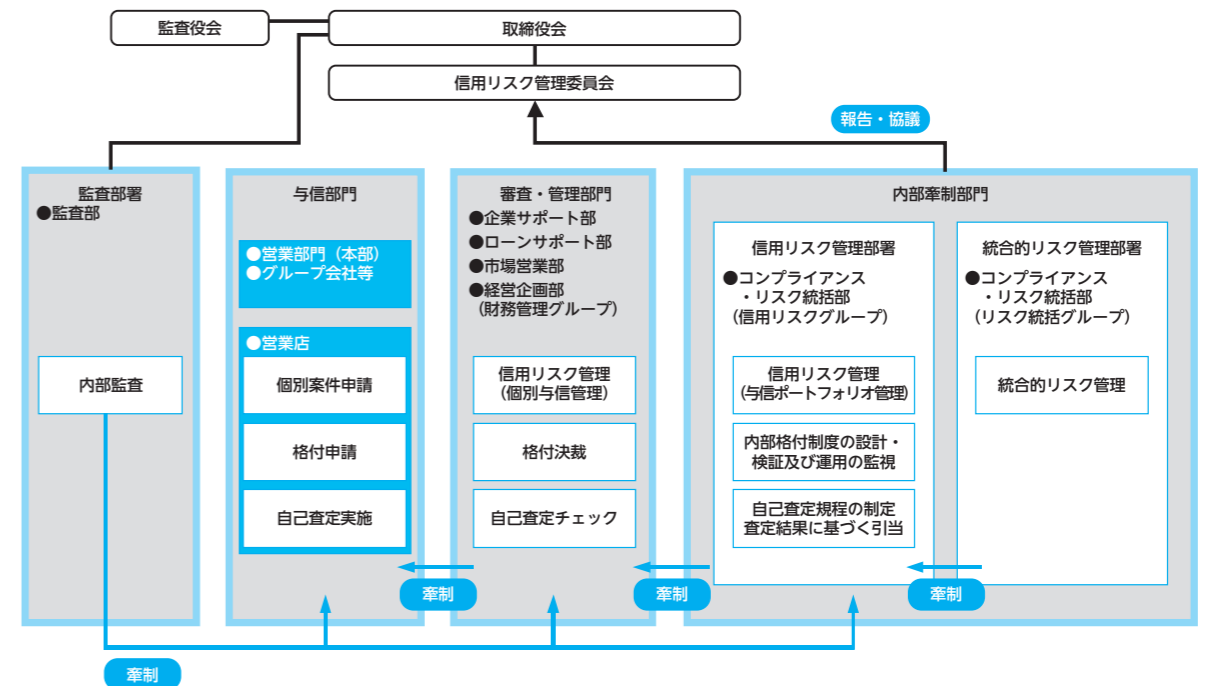 監査役会
取締役会
信用リスク管理委員会
報告・協議
監査部署
●監査部
内部監査
与信部門
●営業部門（本部）
●グループ会社等
●営業店
個別案件申請
格付申請
自己査定実施
審査・管理部門
●企業サポート部
●ローンサポート部
●市場営業部
●経営企画部
（財務管理グループ）
信用リスク管理
（個別与信管理）
格付決裁
自己査定チェック
内部牽制部門
信用リスク管理部署
●コンプライアンス
・リスク統括部
（信用リスクグループ）
信用リスク管理
（与信ポートフォリオ管理）
内部格付制度の設計・
検証及び運用の監視
自己査定規程の制定
査定結果に基づく引当
統合的リスク管理部署
●コンプライアンス
・リスク統括部
（リスク統括グループ）
統合的リスク管理
牽制
牽制
牽制
牽制